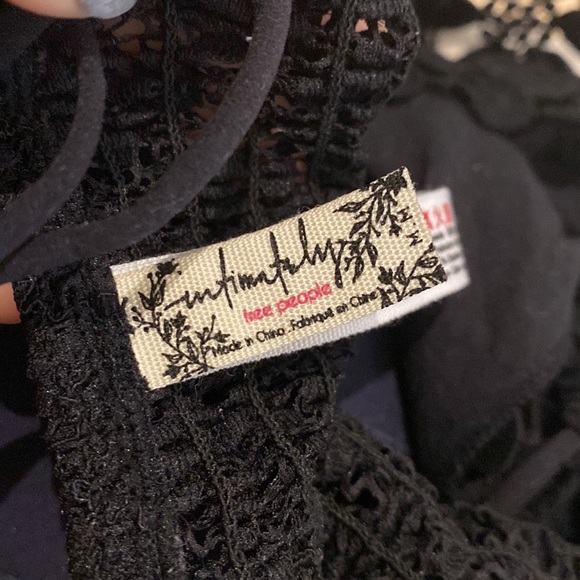 intimately
free people
Made in China . Fabriqué en Chine
M M